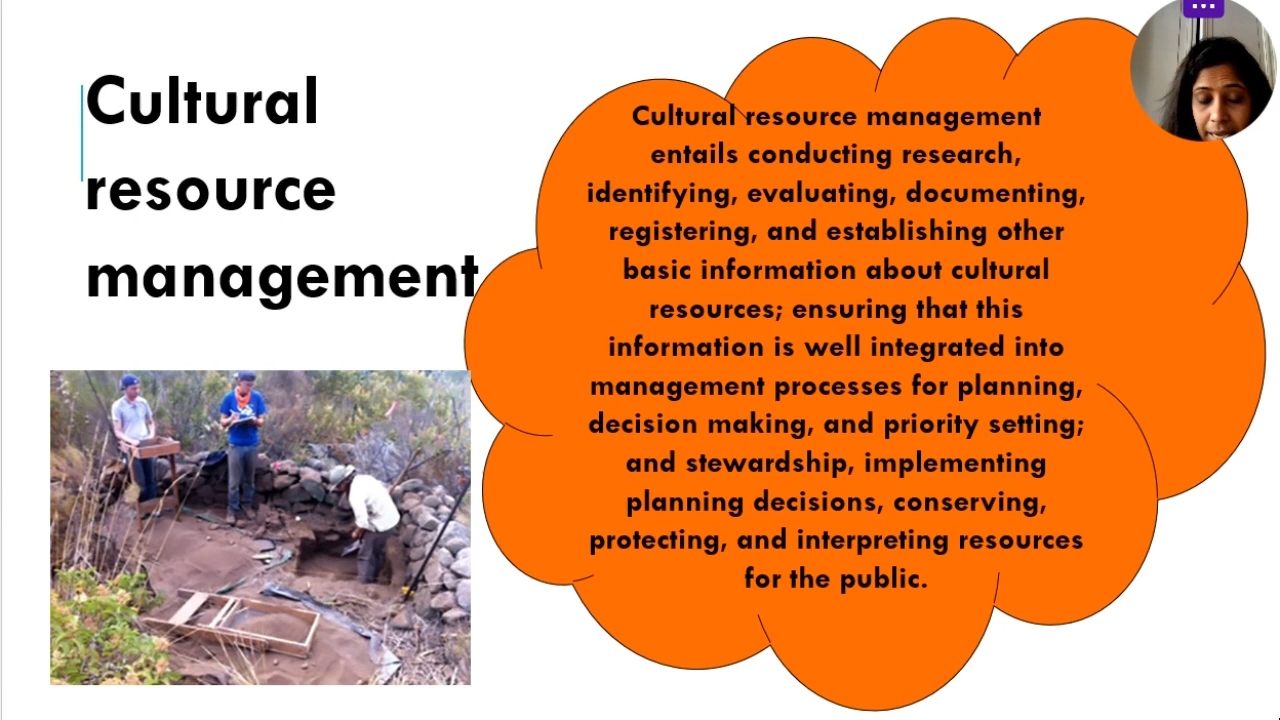 Cultural
resource
management
Cultural resource management
entails conducting research,
identifying, evaluating, documenting,
registering, and establishing other
basic information about cultural
resources; ensuring that this
information is well integrated into
management processes for planning,
decision making, and priority setting;
and stewardship, implementing
planning decisions, conserving,
protecting, and interpreting resources
for the public.